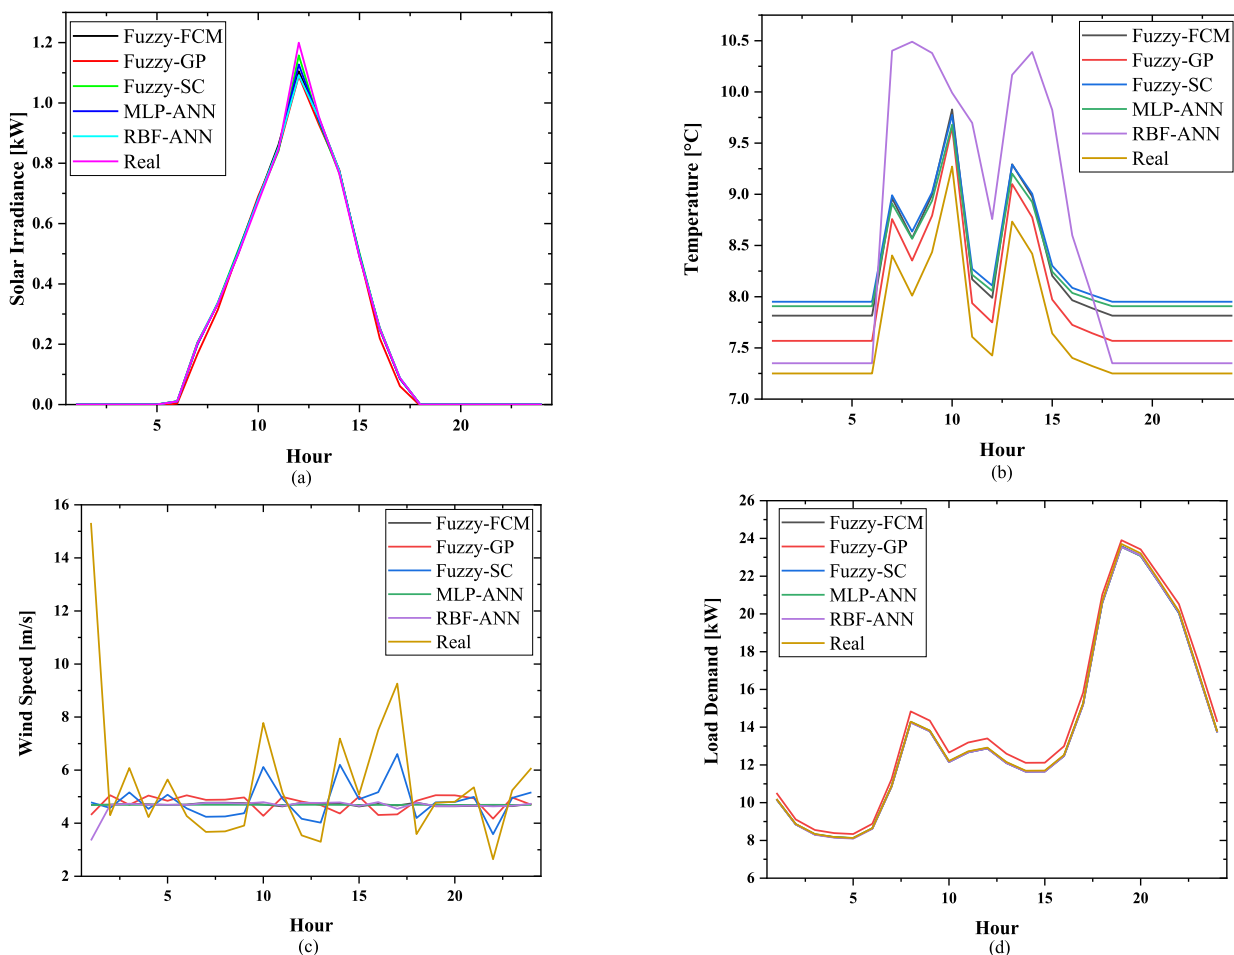 Solar Irradiance [kW]
1.2
1.0
0.8
0.6
0.4
0.2
0.0
Fuzzy-FCM
Fuzzy-GP
Fuzzy-SC
MLP-ANN
RBF-ANN
Real
5
10
15
20
Hour
(a)
Temperature [°C]
10.5
10.0
9.5
9.0
8.5
8.0
7.5
7.0
Fuzzy-FCM
Fuzzy-GP
Fuzzy-SC
MLP-ANN
RBF-ANN
Real
5
10
15
20
Hour
(b)
Wind Speed [m/s]
16
14
12
10
8
6
4
2
Fuzzy-FCM
Fuzzy-GP
Fuzzy-SC
MLP-ANN
RBF-ANN
Real
5
10
15
20
Hour
(c)
Load Demand [kW]
26
24
22
20
18
16
14
12
10
8
6
Fuzzy-FCM
Fuzzy-GP
Fuzzy-SC
MLP-ANN
RBF-ANN
Real
5
10
15
20
Hour
(d)